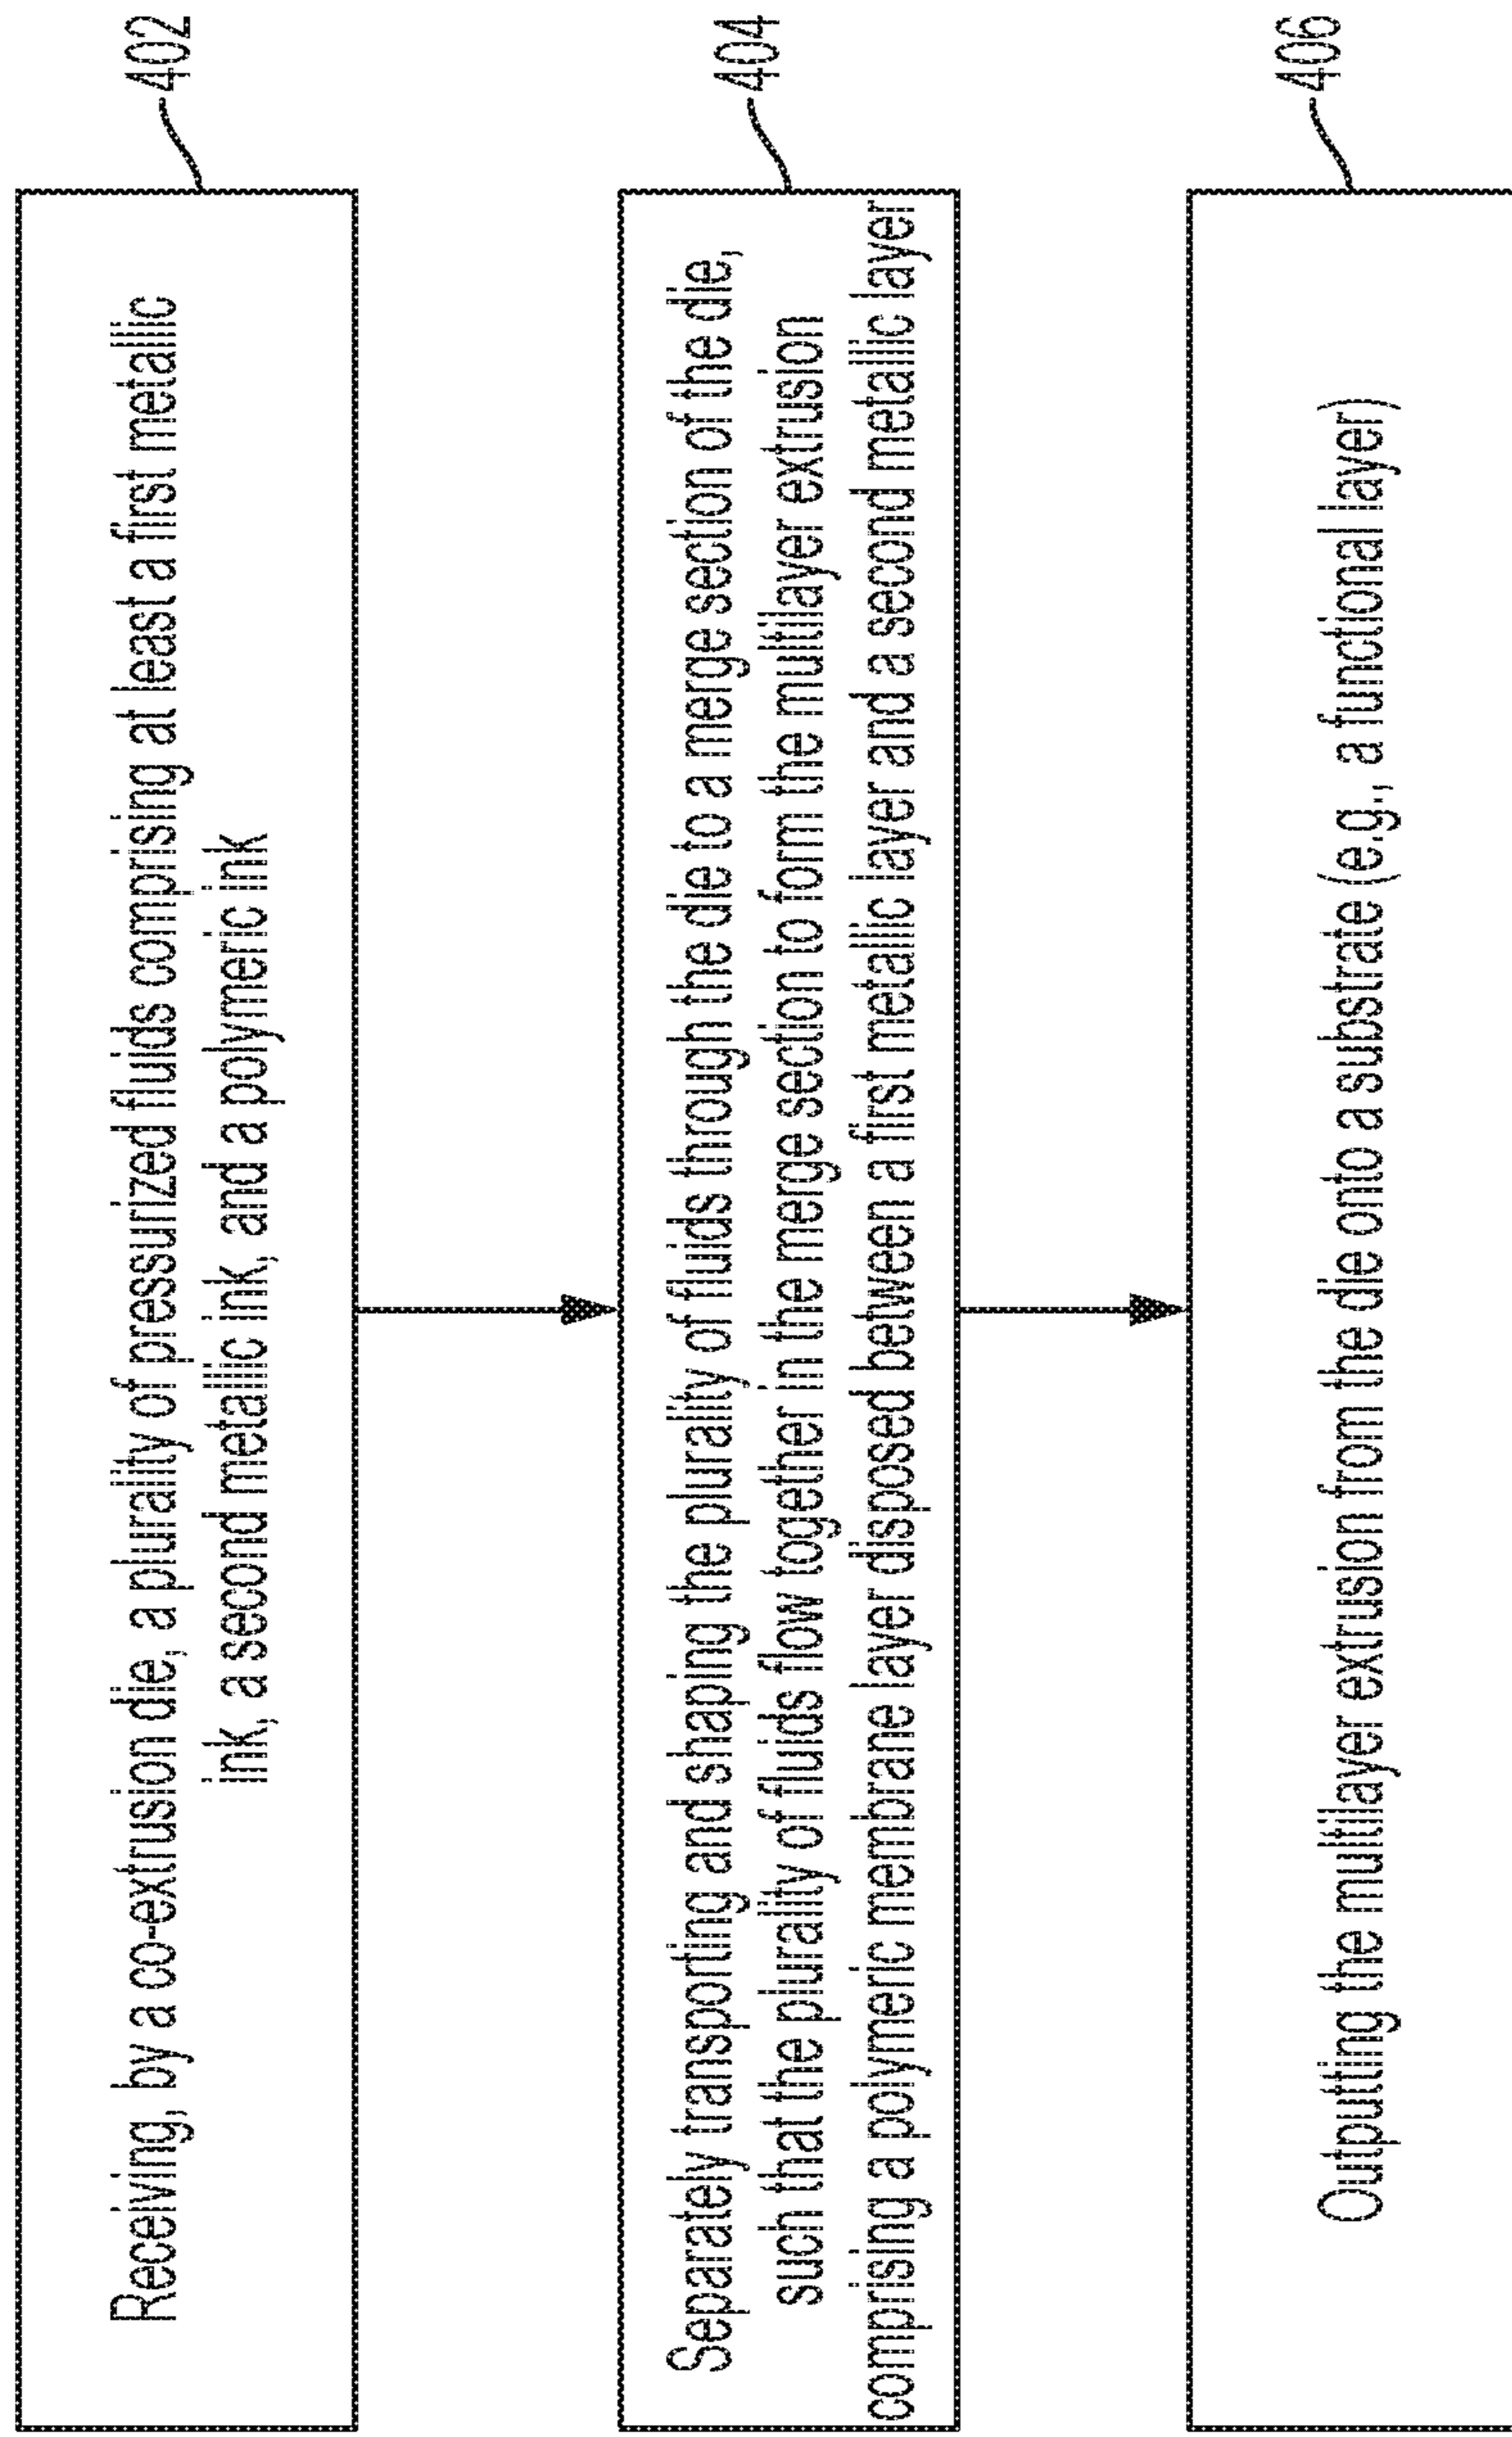 Receiving, by a co-extrusion die, a plurality of pressurized fluids comprising at least a first metallic
ink, a second metallic ink, and a polymeric ink
402
Separately transporting and shaping the plurality of fluids through the die to a merge section of the die,
such that the plurality of fluids flow together in the merge section to form the multilayer extrusion
comprising a polymeric membrane layer disposed between a first metallic layer and a second metallic layer
404
Outputting the multilayer extrusion from the die onto a substrate (e.g., a functional layer)
406